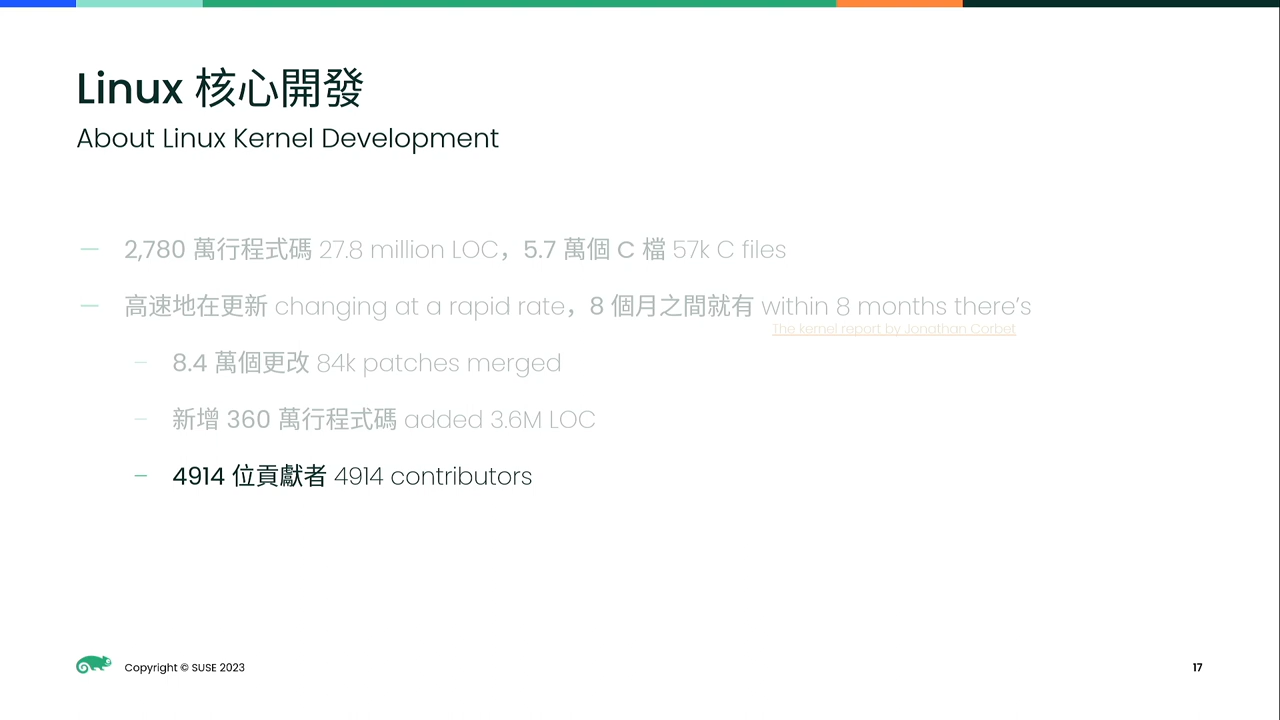 Linux 核心開發
About Linux Kernel Development
— 2,780 萬行程式碼 27.8 million LOC，5.7 萬個 C 檔 57k C files
— 高速地在更新 changing at a rapid rate，8 個月之間就有 within 8 months there’s
The kernel report by Jonathan Corbet
– 8.4 萬個更改 84k patches merged
– 新增 360 萬行程式碼 added 3.6M LOC
– 4914 位貢獻者 4914 contributors
Copyright © SUSE 2023
17